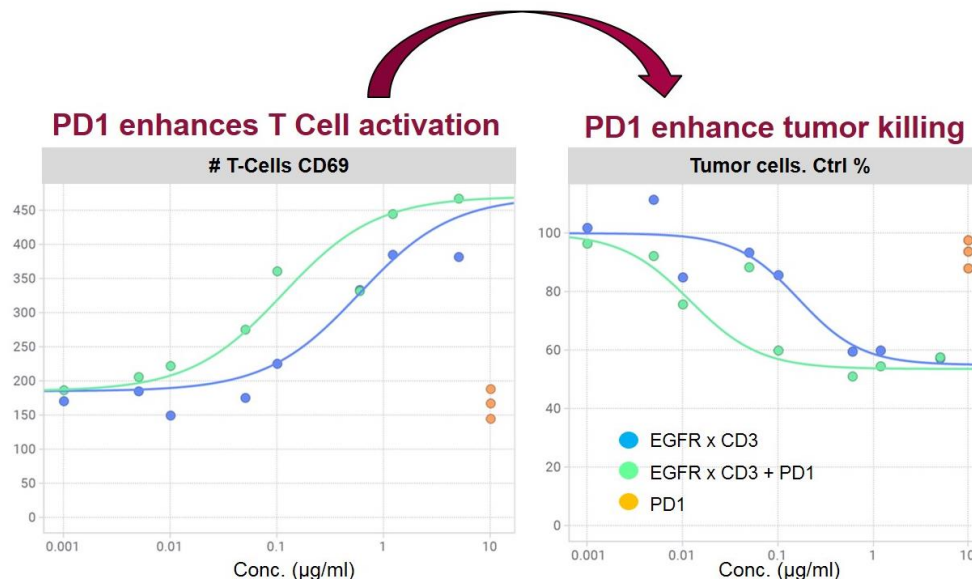 PD1 enhances T Cell activation
# T-Cells CD69
450
400
350
300
250
200
150
100
50
0
0.001
0.01
0.1
1
10
Conc. (µg/ml)
PD1 enhance tumor killing
Tumor cells. Ctrl %
100
80
60
40
20
0
EGFR x CD3
EGFR x CD3 + PD1
PD1
0.001
0.01
0.1
1
10
Conc. (µg/ml)